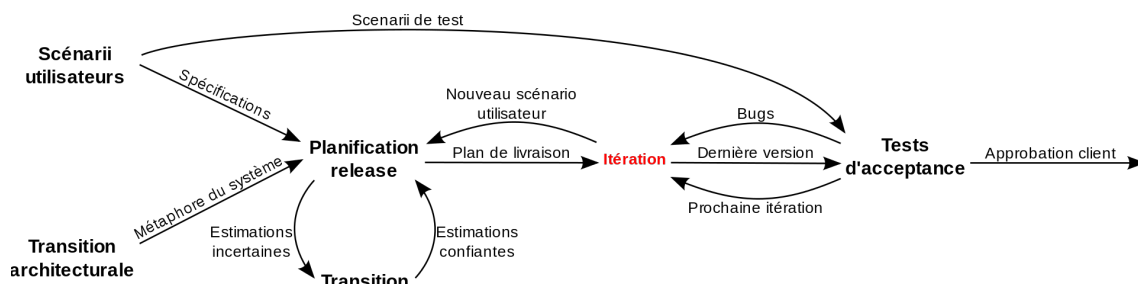 Scenarii de test
Scénarii
utilisateurs
Spécifications
Nouveau scénario
utilisateur
Bugs
Planification
release
Plan de livraison
Itération
Dernière version
Tests
d'acceptance
Approbation client
Métaphore du système
Prochaine itération
Transition
architecturale
Estimations
incertaines
Estimations
confiantes
Transition